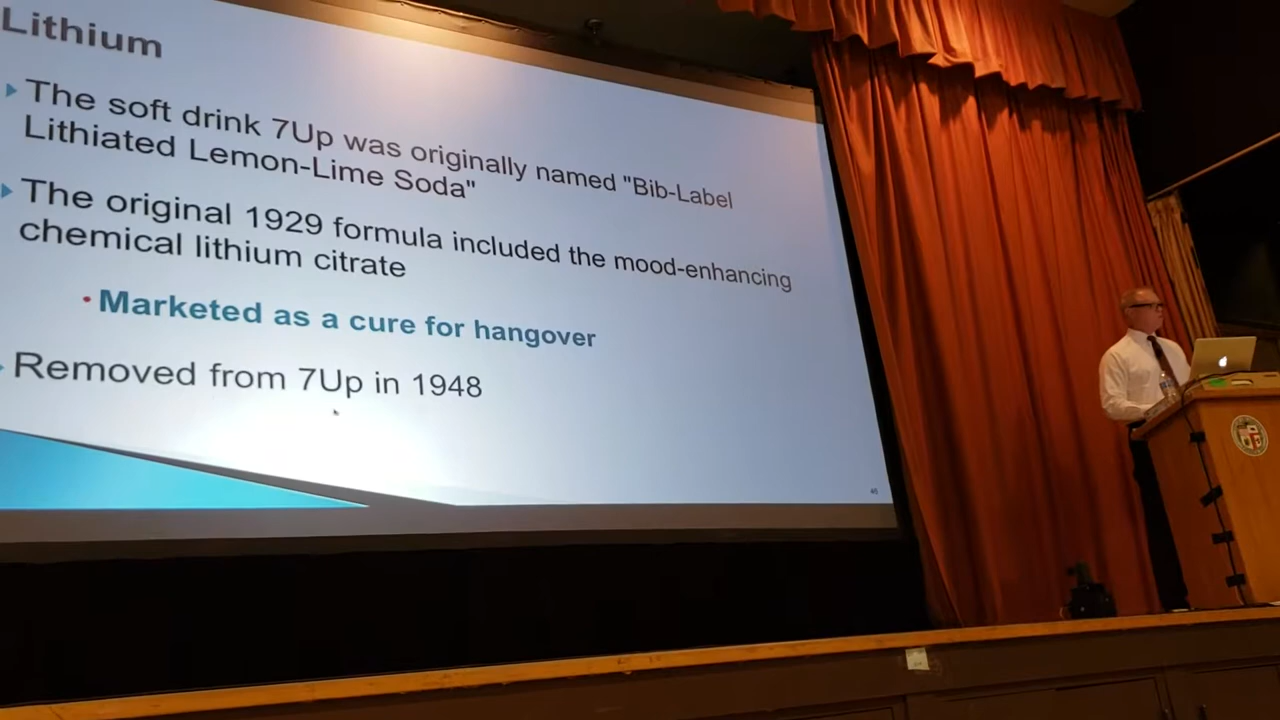 Lithium
The soft drink 7Up was originally named "Bib-Label
Lithiated Lemon-Lime Soda"
The original 1929 formula included the mood-enhancing
chemical lithium citrate
Marketed as a cure for hangover
Removed from 7Up in 1948